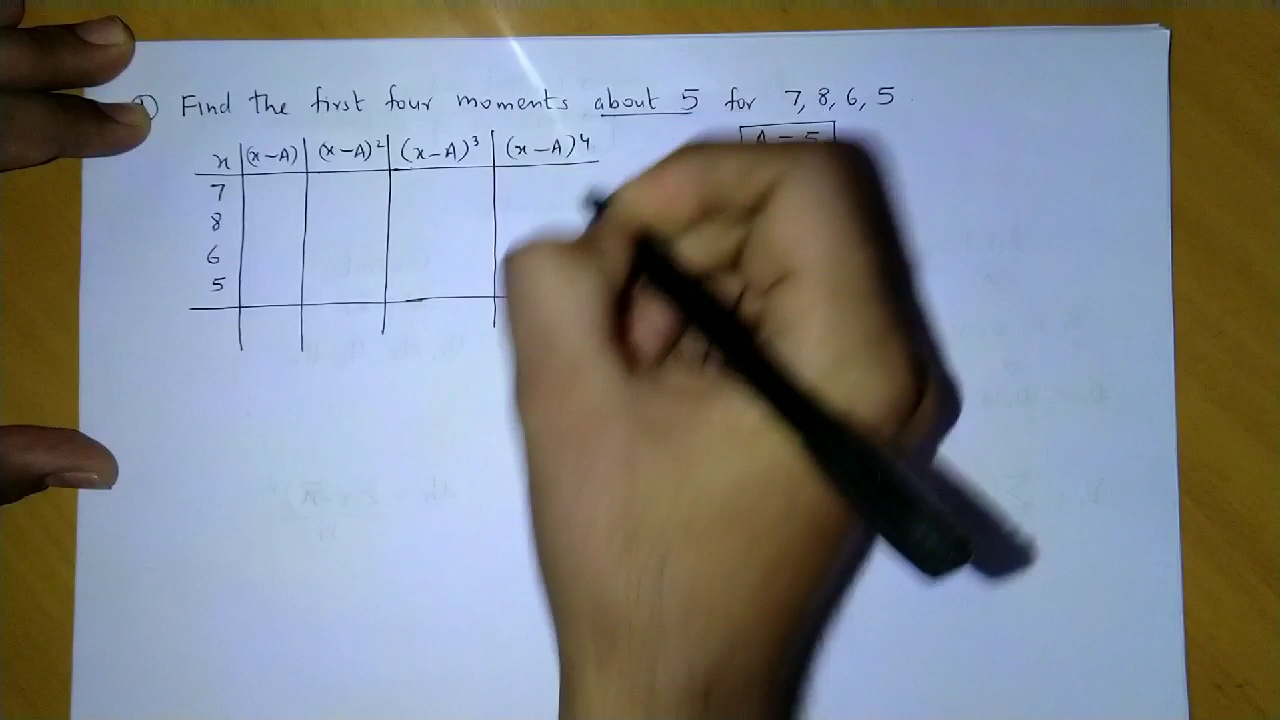 1) Find the first four moments about 5 for 7, 8, 6, 5
A = 5
x (x-A) (x-A)² (x-A)³ (x-A)⁴
7
8
6
5